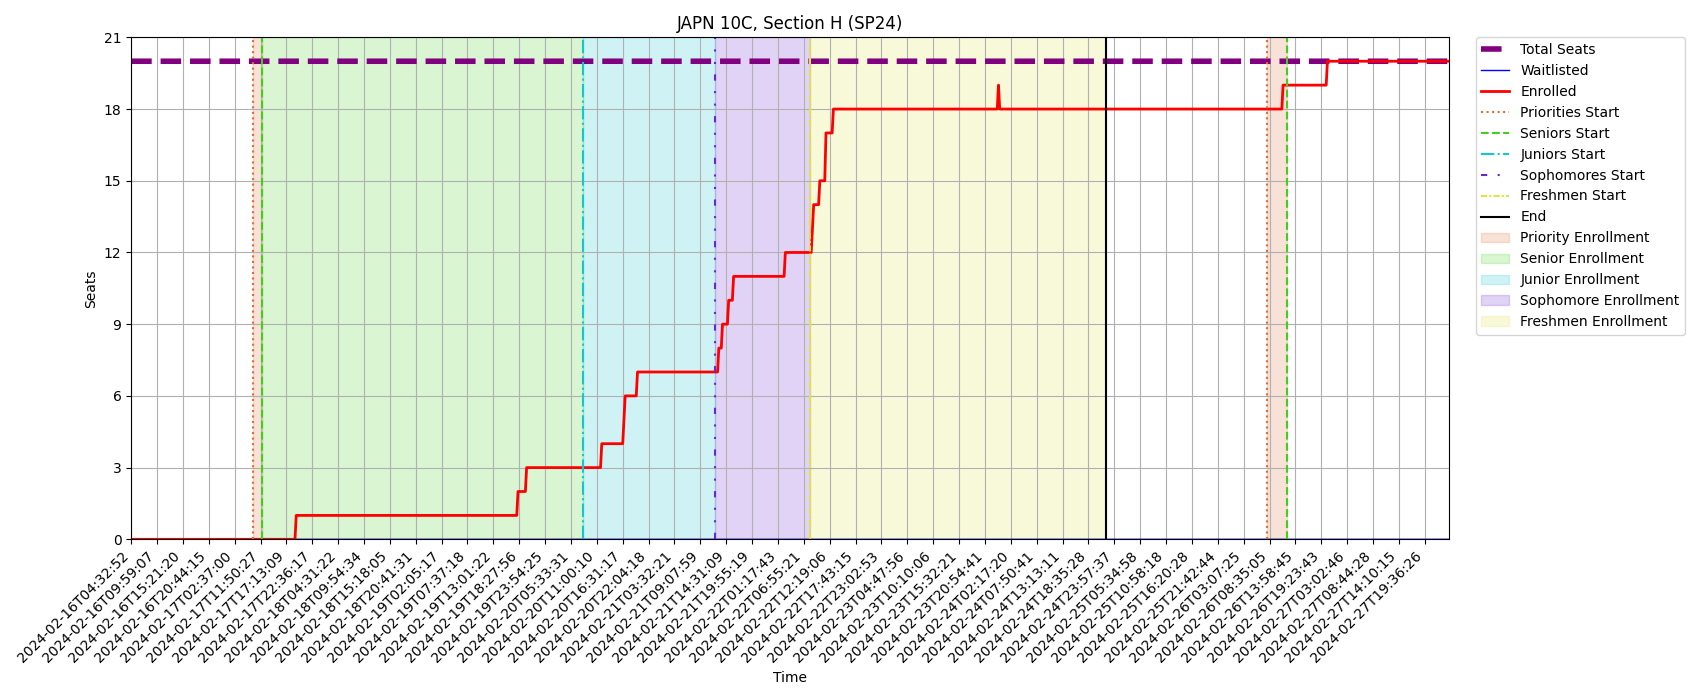 JAPN 10C, Section H (SP24)
21
18
15
12
9
6
3
0
Seats
2024-02-16T04:32:52
2024-02-16T09:59:07
2024-02-16T15:21:20
2024-02-16T20:44:15
2024-02-17T02:37:00
2024-02-17T11:50:27
2024-02-17T17:13:09
2024-02-17T22:36:17
2024-02-18T04:31:22
2024-02-18T09:54:34
2024-02-18T15:18:05
2024-02-18T20:41:31
2024-02-19T02:05:17
2024-02-19T07:37:18
2024-02-19T13:01:22
2024-02-19T18:27:56
2024-02-19T23:54:25
2024-02-20T05:33:31
2024-02-20T11:00:10
2024-02-20T16:31:17
2024-02-20T22:04:18
2024-02-21T03:32:21
2024-02-21T09:07:59
2024-02-21T14:31:09
2024-02-21T19:55:19
2024-02-22T01:17:43
2024-02-22T06:55:21
2024-02-22T12:19:06
2024-02-22T17:43:15
2024-02-22T23:02:53
2024-02-23T04:47:56
2024-02-23T10:10:06
2024-02-23T15:32:21
2024-02-23T20:54:41
2024-02-24T02:17:20
2024-02-24T07:50:41
2024-02-24T13:13:11
2024-02-24T18:35:28
2024-02-24T23:57:37
2024-02-25T05:34:58
2024-02-25T10:58:18
2024-02-25T16:20:28
2024-02-25T21:42:44
2024-02-26T03:07:25
2024-02-26T08:35:05
2024-02-26T13:58:45
2024-02-26T19:23:43
2024-02-27T03:02:46
2024-02-27T08:44:28
2024-02-27T14:10:15
2024-02-27T19:36:26
Time
Total Seats
Waitlisted
Enrolled
Priorities Start
Seniors Start
Juniors Start
Sophomores Start
Freshmen Start
End
Priority Enrollment
Senior Enrollment
Junior Enrollment
Sophomore Enrollment
Freshmen Enrollment